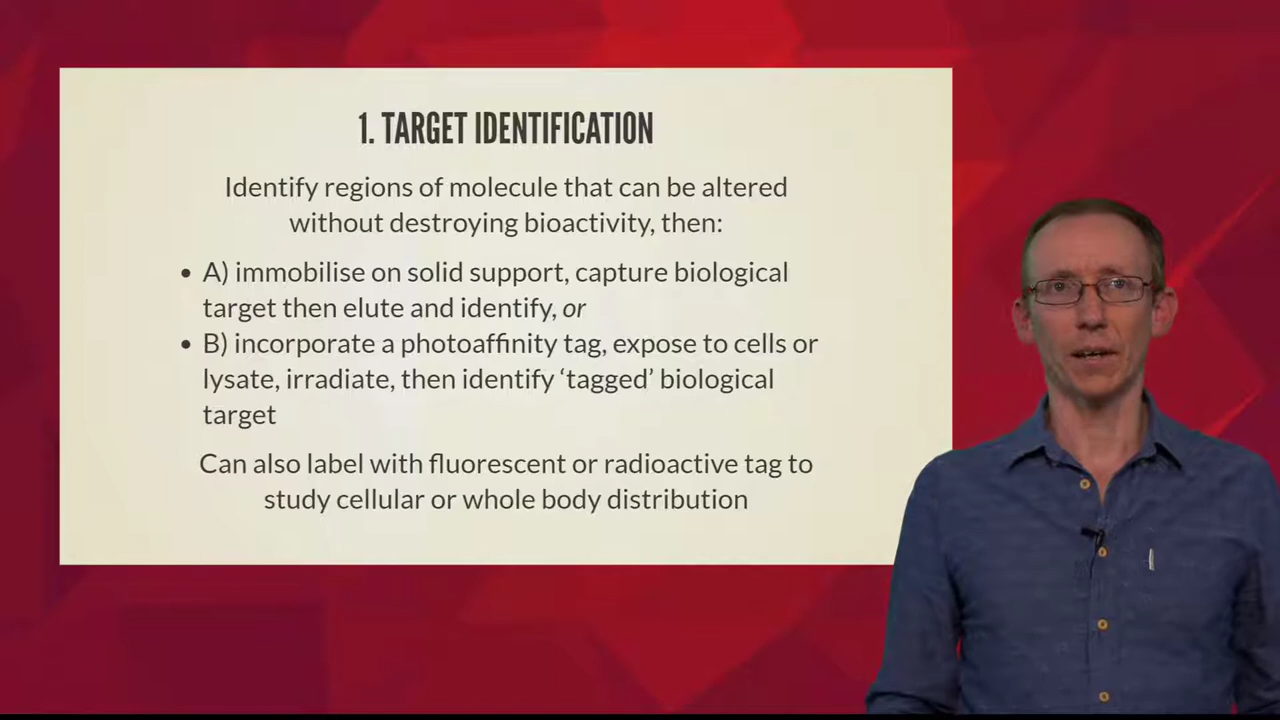 1. TARGET IDENTIFICATION
Identify regions of molecule that can be altered
without destroying bioactivity, then:
• A) immobilise on solid support, capture biological
target then elute and identify, or
• B) incorporate a photoaffinity tag, expose to cells or
lysate, irradiate, then identify ‘tagged’ biological
target
Can also label with fluorescent or radioactive tag to
study cellular or whole body distribution